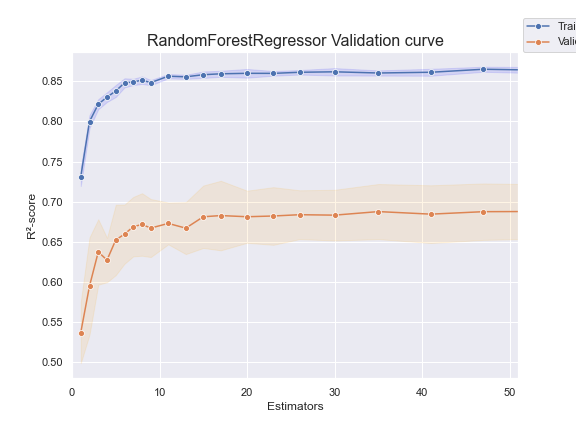 RandomForestRegressor Validation curve
Trai
Vali
0.85
0.80
0.75
0.70
0.65
0.60
0.55
0.50
R²-score
0 10 20 30 40 50
Estimators